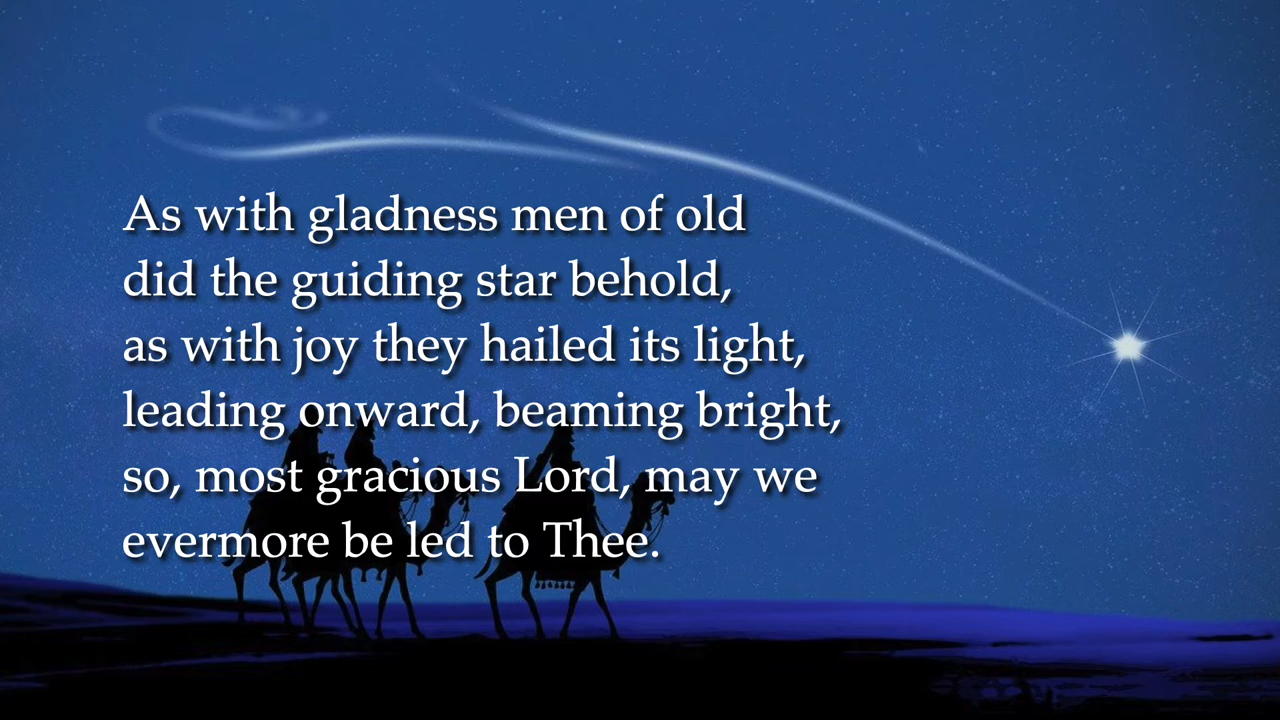 As with gladness men of old
did the guiding star behold,
as with joy they hailed its light,
leading onward, beaming bright,
so, most gracious Lord, may we
evermore be led to Thee.